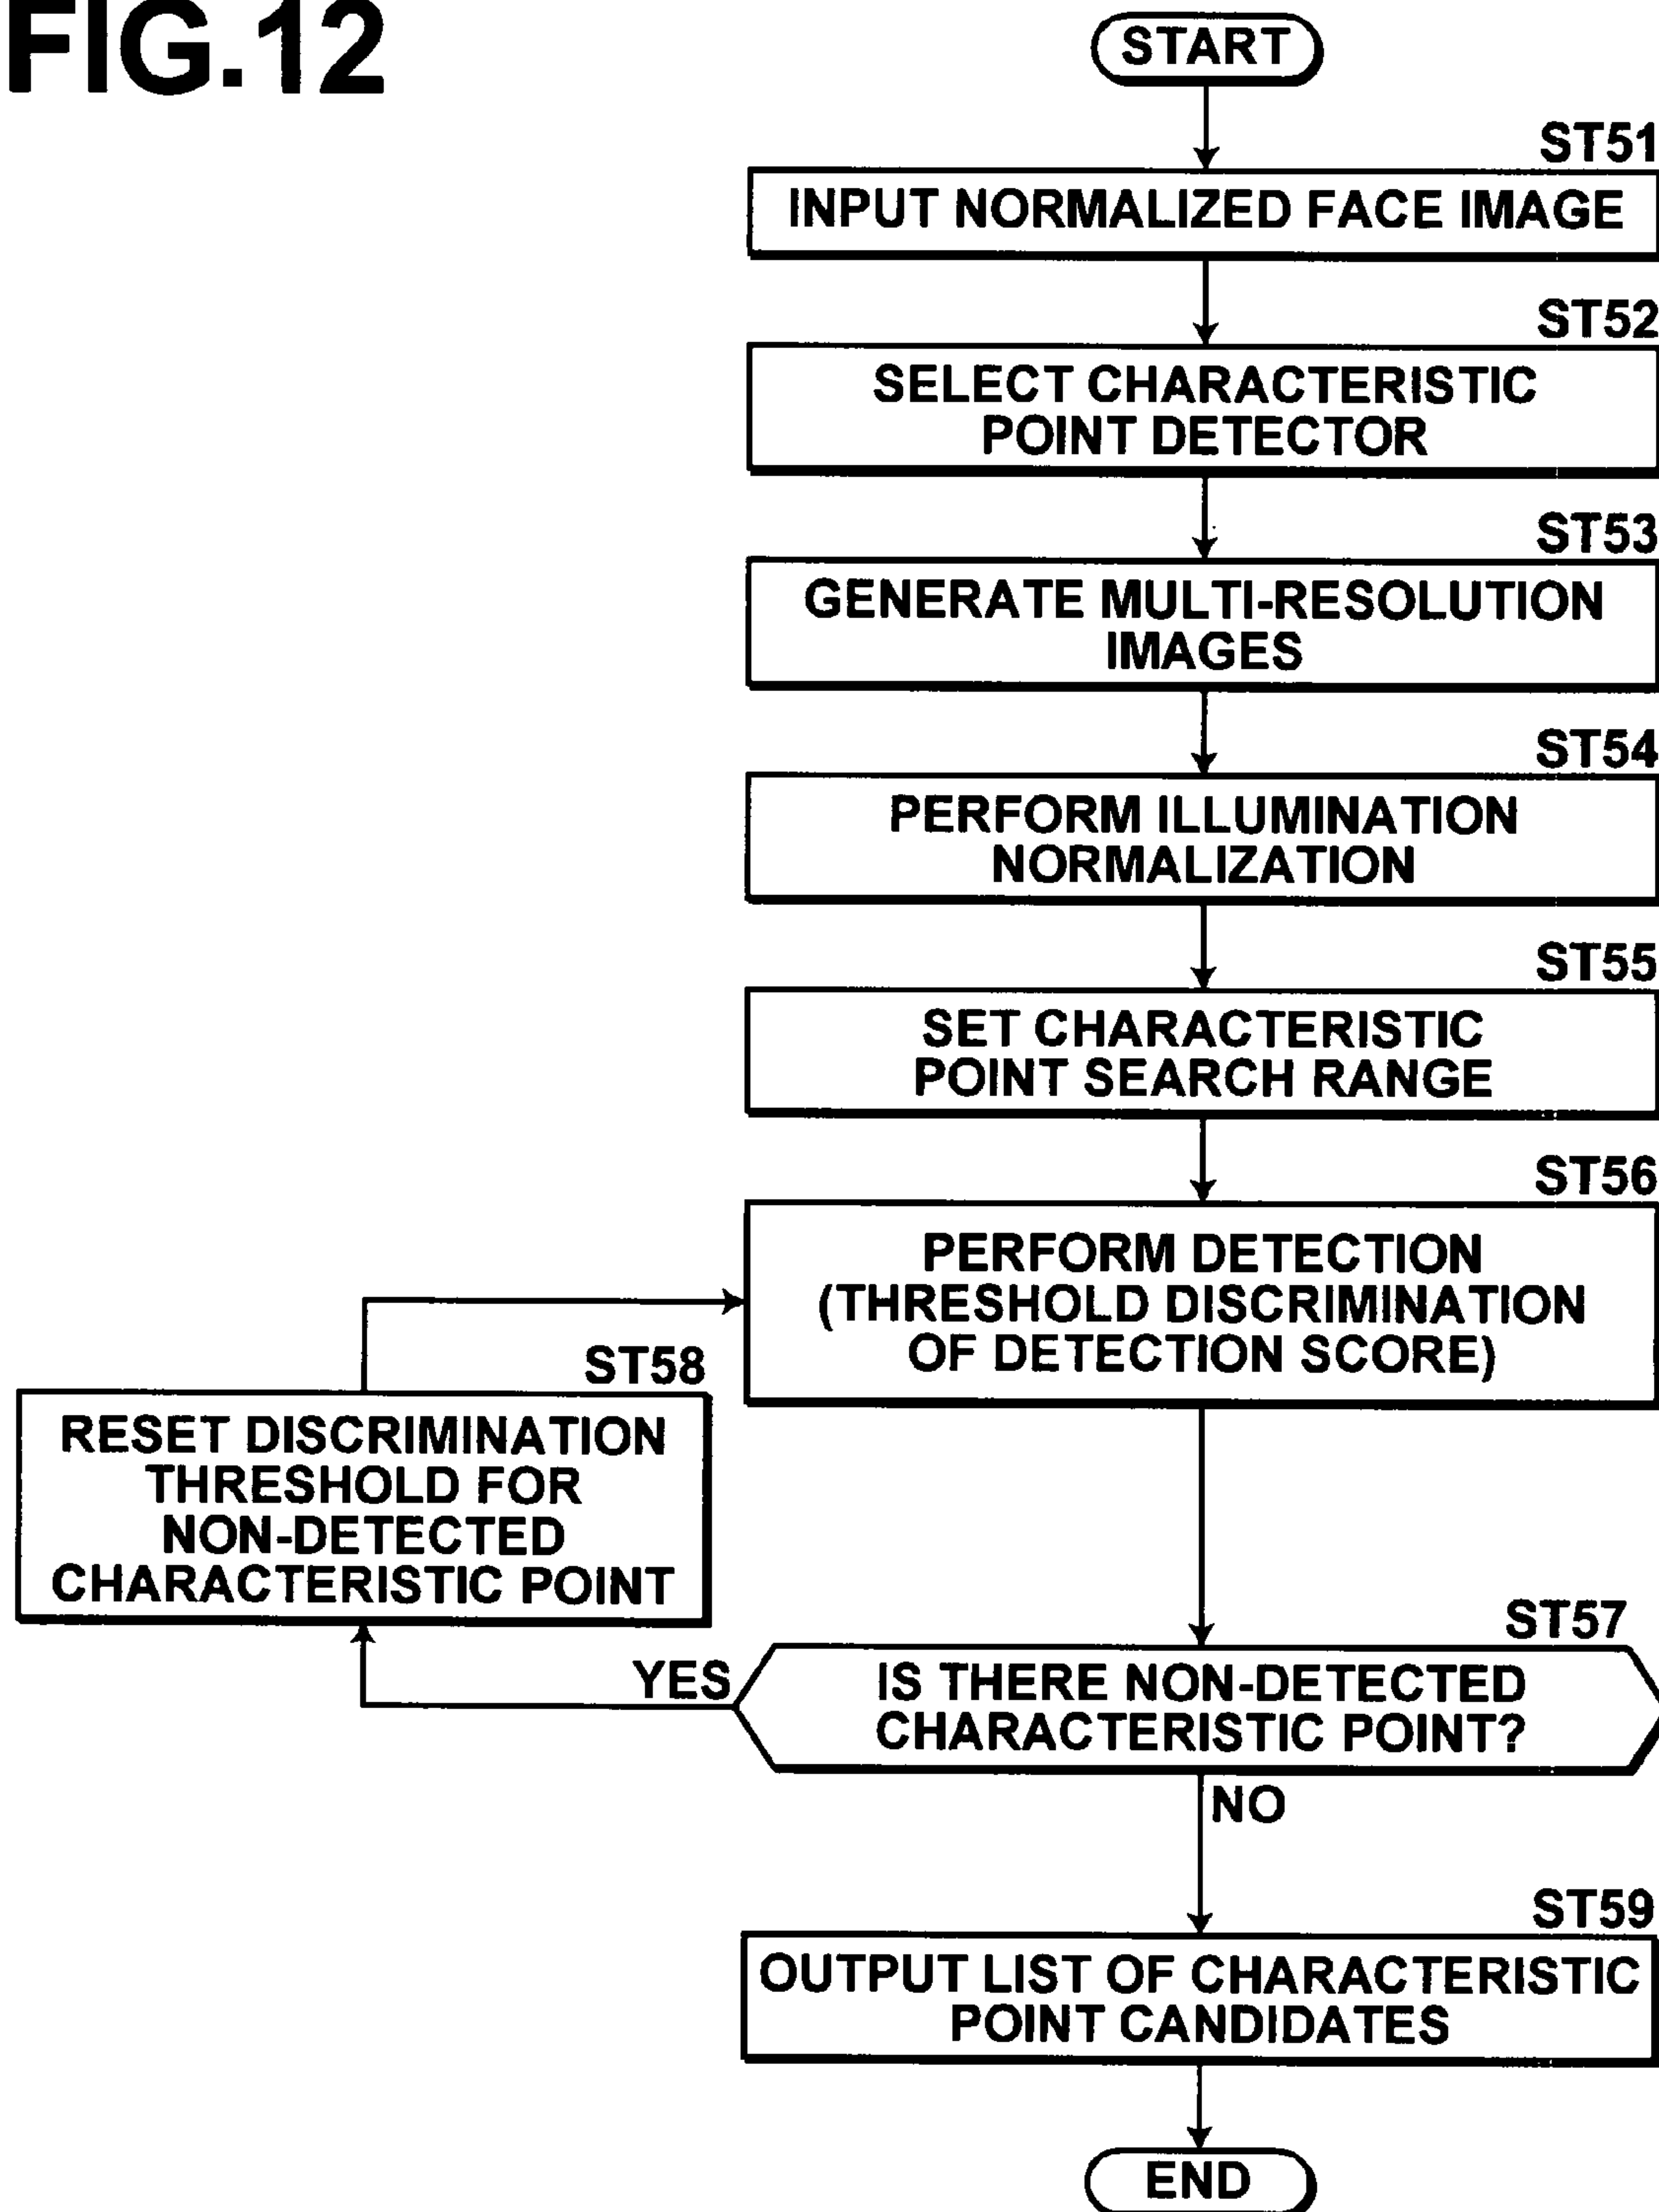 FIG.12
START
ST51
INPUT NORMALIZED FACE IMAGE
ST52
SELECT CHARACTERISTIC
POINT DETECTOR
ST53
GENERATE MULTI-RESOLUTION
IMAGES
ST54
PERFORM ILLUMINATION
NORMALIZATION
ST55
SET CHARACTERISTIC
POINT SEARCH RANGE
ST56
PERFORM DETECTION
(THRESHOLD DISCRIMINATION
OF DETECTION SCORE)
ST58
RESET DISCRIMINATION
THRESHOLD FOR
NON-DETECTED
CHARACTERISTIC POINT
ST57
YES
IS THERE NON-DETECTED
CHARACTERISTIC POINT?
NO
ST59
OUTPUT LIST OF CHARACTERISTIC
POINT CANDIDATES
END